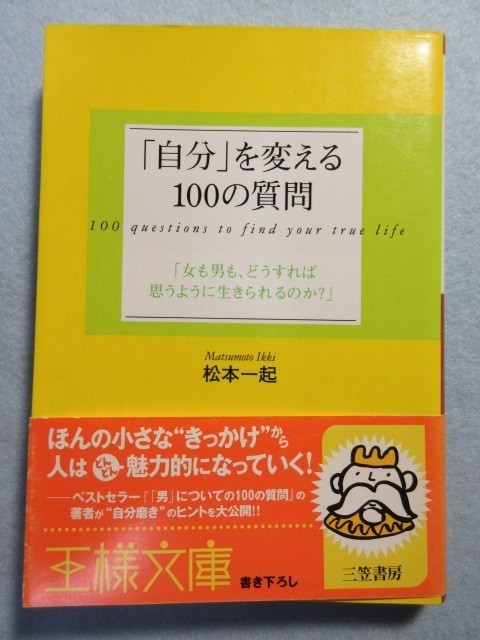 「自分」を変える
100の質問
100 questions to find your true life
「女も男も、どうすれば
思うように生きられるのか?」
Matsumoto Ikki
松本一起
ほんの小さな“きっかけ”から
人はどんどん魅力的になっていく!
――ベストセラー『「男」についての100の質問』の
著者が“自分磨き”のヒントを大公開!!
王様文庫
書き下ろし
三笠書房